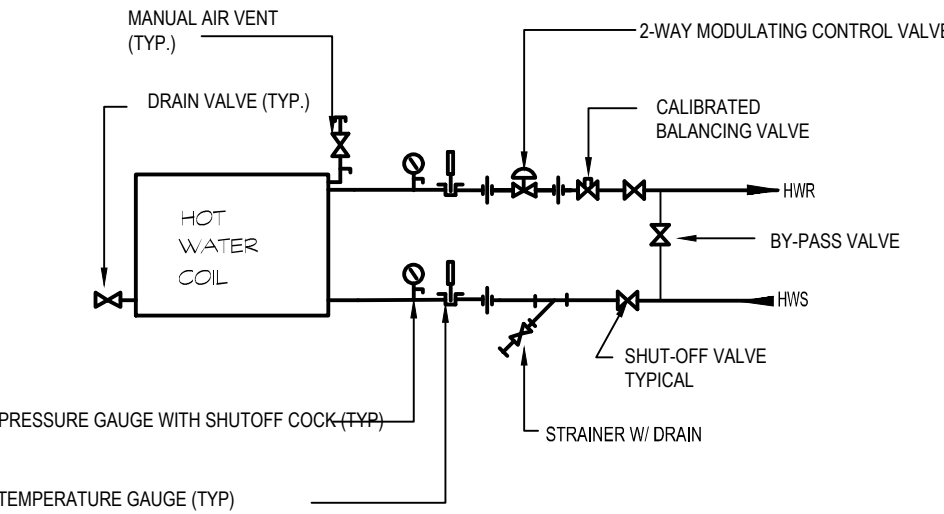 MANUAL AIR VENT
(TYP.)
2-WAY MODULATING CONTROL VALVE
DRAIN VALVE (TYP.)
CALIBRATED
BALANCING VALVE
HOT
WATER
COIL
HWR
BY-PASS VALVE
HWS
SHUT-OFF VALVE
TYPICAL
PRESSURE GAUGE WITH SHUTOFF COCK (TYP)
STRAINER W/ DRAIN
TEMPERATURE GAUGE (TYP)